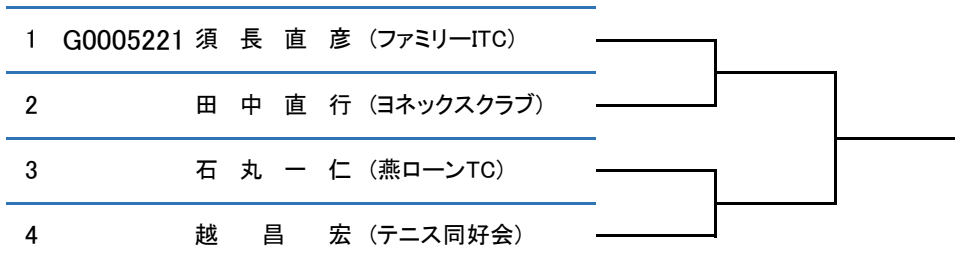 1 G0005221 須 長 直 彦 (ファミリーITC)
2 田 中 直 行 (ヨネックスクラブ)
3 石 丸 一 仁 (燕ローンTC)
4 越 昌 宏 (テニス同好会)